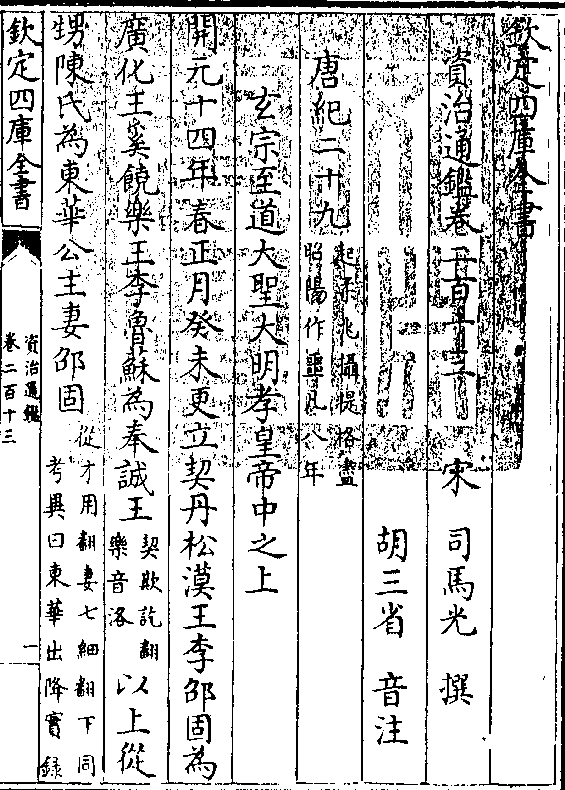 欽定四庫全書
資治通鑑卷二百十三 宋 司馬光 撰
胡三省 音注
唐紀二十九 起柔兆攝提格盡
昭陽作噩凡八年
玄宗至道大聖大明孝皇帝中之上
開元十四年春正月癸未更立契丹松漠王李邵固為
廣化王奚饒樂王李魯蘇為奉誠王 契欺訖翻
樂音洛 以上從
甥陳氏為東華公主妻邵固 從才用翻妻七細翻下同
考異曰東華出降實錄
欽定四庫全書
資治通鑑
卷二百十三
一